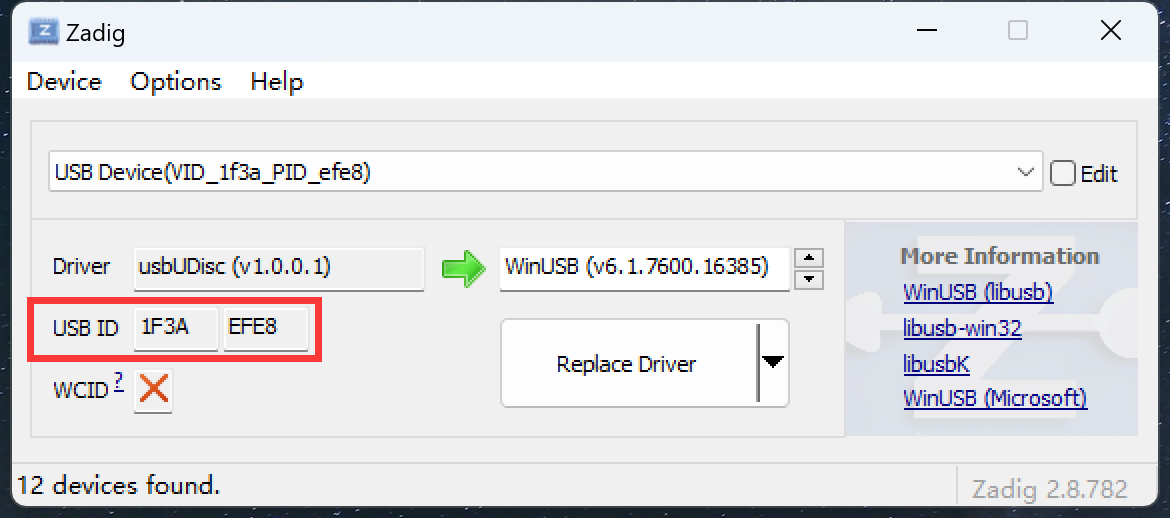 Zadig
Device Options Help
USB Device(VID_1f3a_PID_efe8)
Edit
Driver usbUDisc (v1.0.0.1) WinUSB (v6.1.7600.16385)
USB ID 1F3A EFE8
WCID ?
Replace Driver
More Information
WinUSB (libusb)
libusb-win32
libusbK
WinUSB (Microsoft)
12 devices found.
Zadig 2.8.782